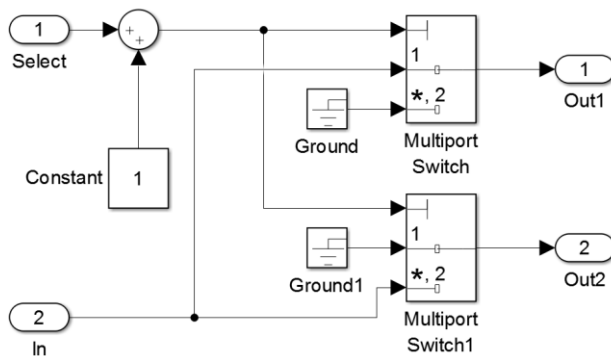 1
Select
+
+
Constant
1
2
In
Ground
1
*, 2
Multiport
Switch
1
Out1
Ground1
1
*, 2
Multiport
Switch1
2
Out2